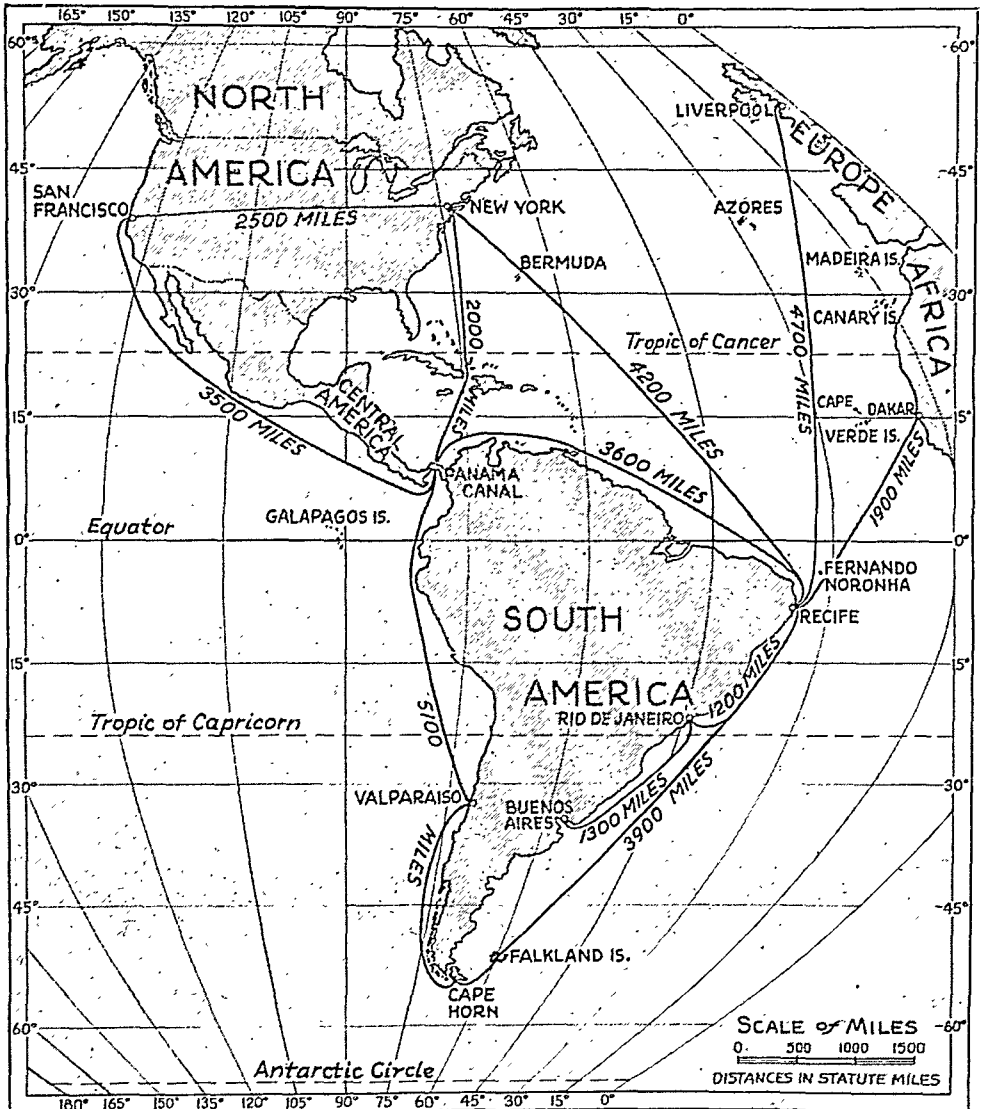 165° 150° 135° 120° 105° 90° 75° 60° 45° 30° 15° 0°
60° 60°
NORTH
AMERICA
LIVERPOOL
EUROPE
45° 45°
SAN
FRANCISCO
2500 MILES
NEW YORK
AZORES
BERMUDA
MADEIRA IS.
AFRICA
30° 30°
CANARY IS.
2000 MILES
Tropic of Cancer
4200 MILES
4700 MILES
3500 MILES
CENTRAL
AMERICA
CAPE
VERDE IS.
DAKAR
15° 15°
PANAMA
CANAL
3600 MILES
1900 MILES
GALAPAGOS IS.
Equator
0° 0°
FERNANDO
NORONHA
RECIFE
SOUTH
AMERICA
15° 15°
1200 MILES
RIO DE JANEIRO
Tropic of Capricorn
5100 MILES
30° 30°
VALPARAISO
BUENOS
AIRES
1300 MILES
3900 MILES
45° 45°
FALKLAND IS.
CAPE
HORN
60° 60°
SCALE of MILES
0 500 1000 1500
DISTANCES IN STATUTE MILES
Antarctic Circle
180° 165° 150° 135° 120° 105° 90° 75° 60° 45° 30° 15° 0°